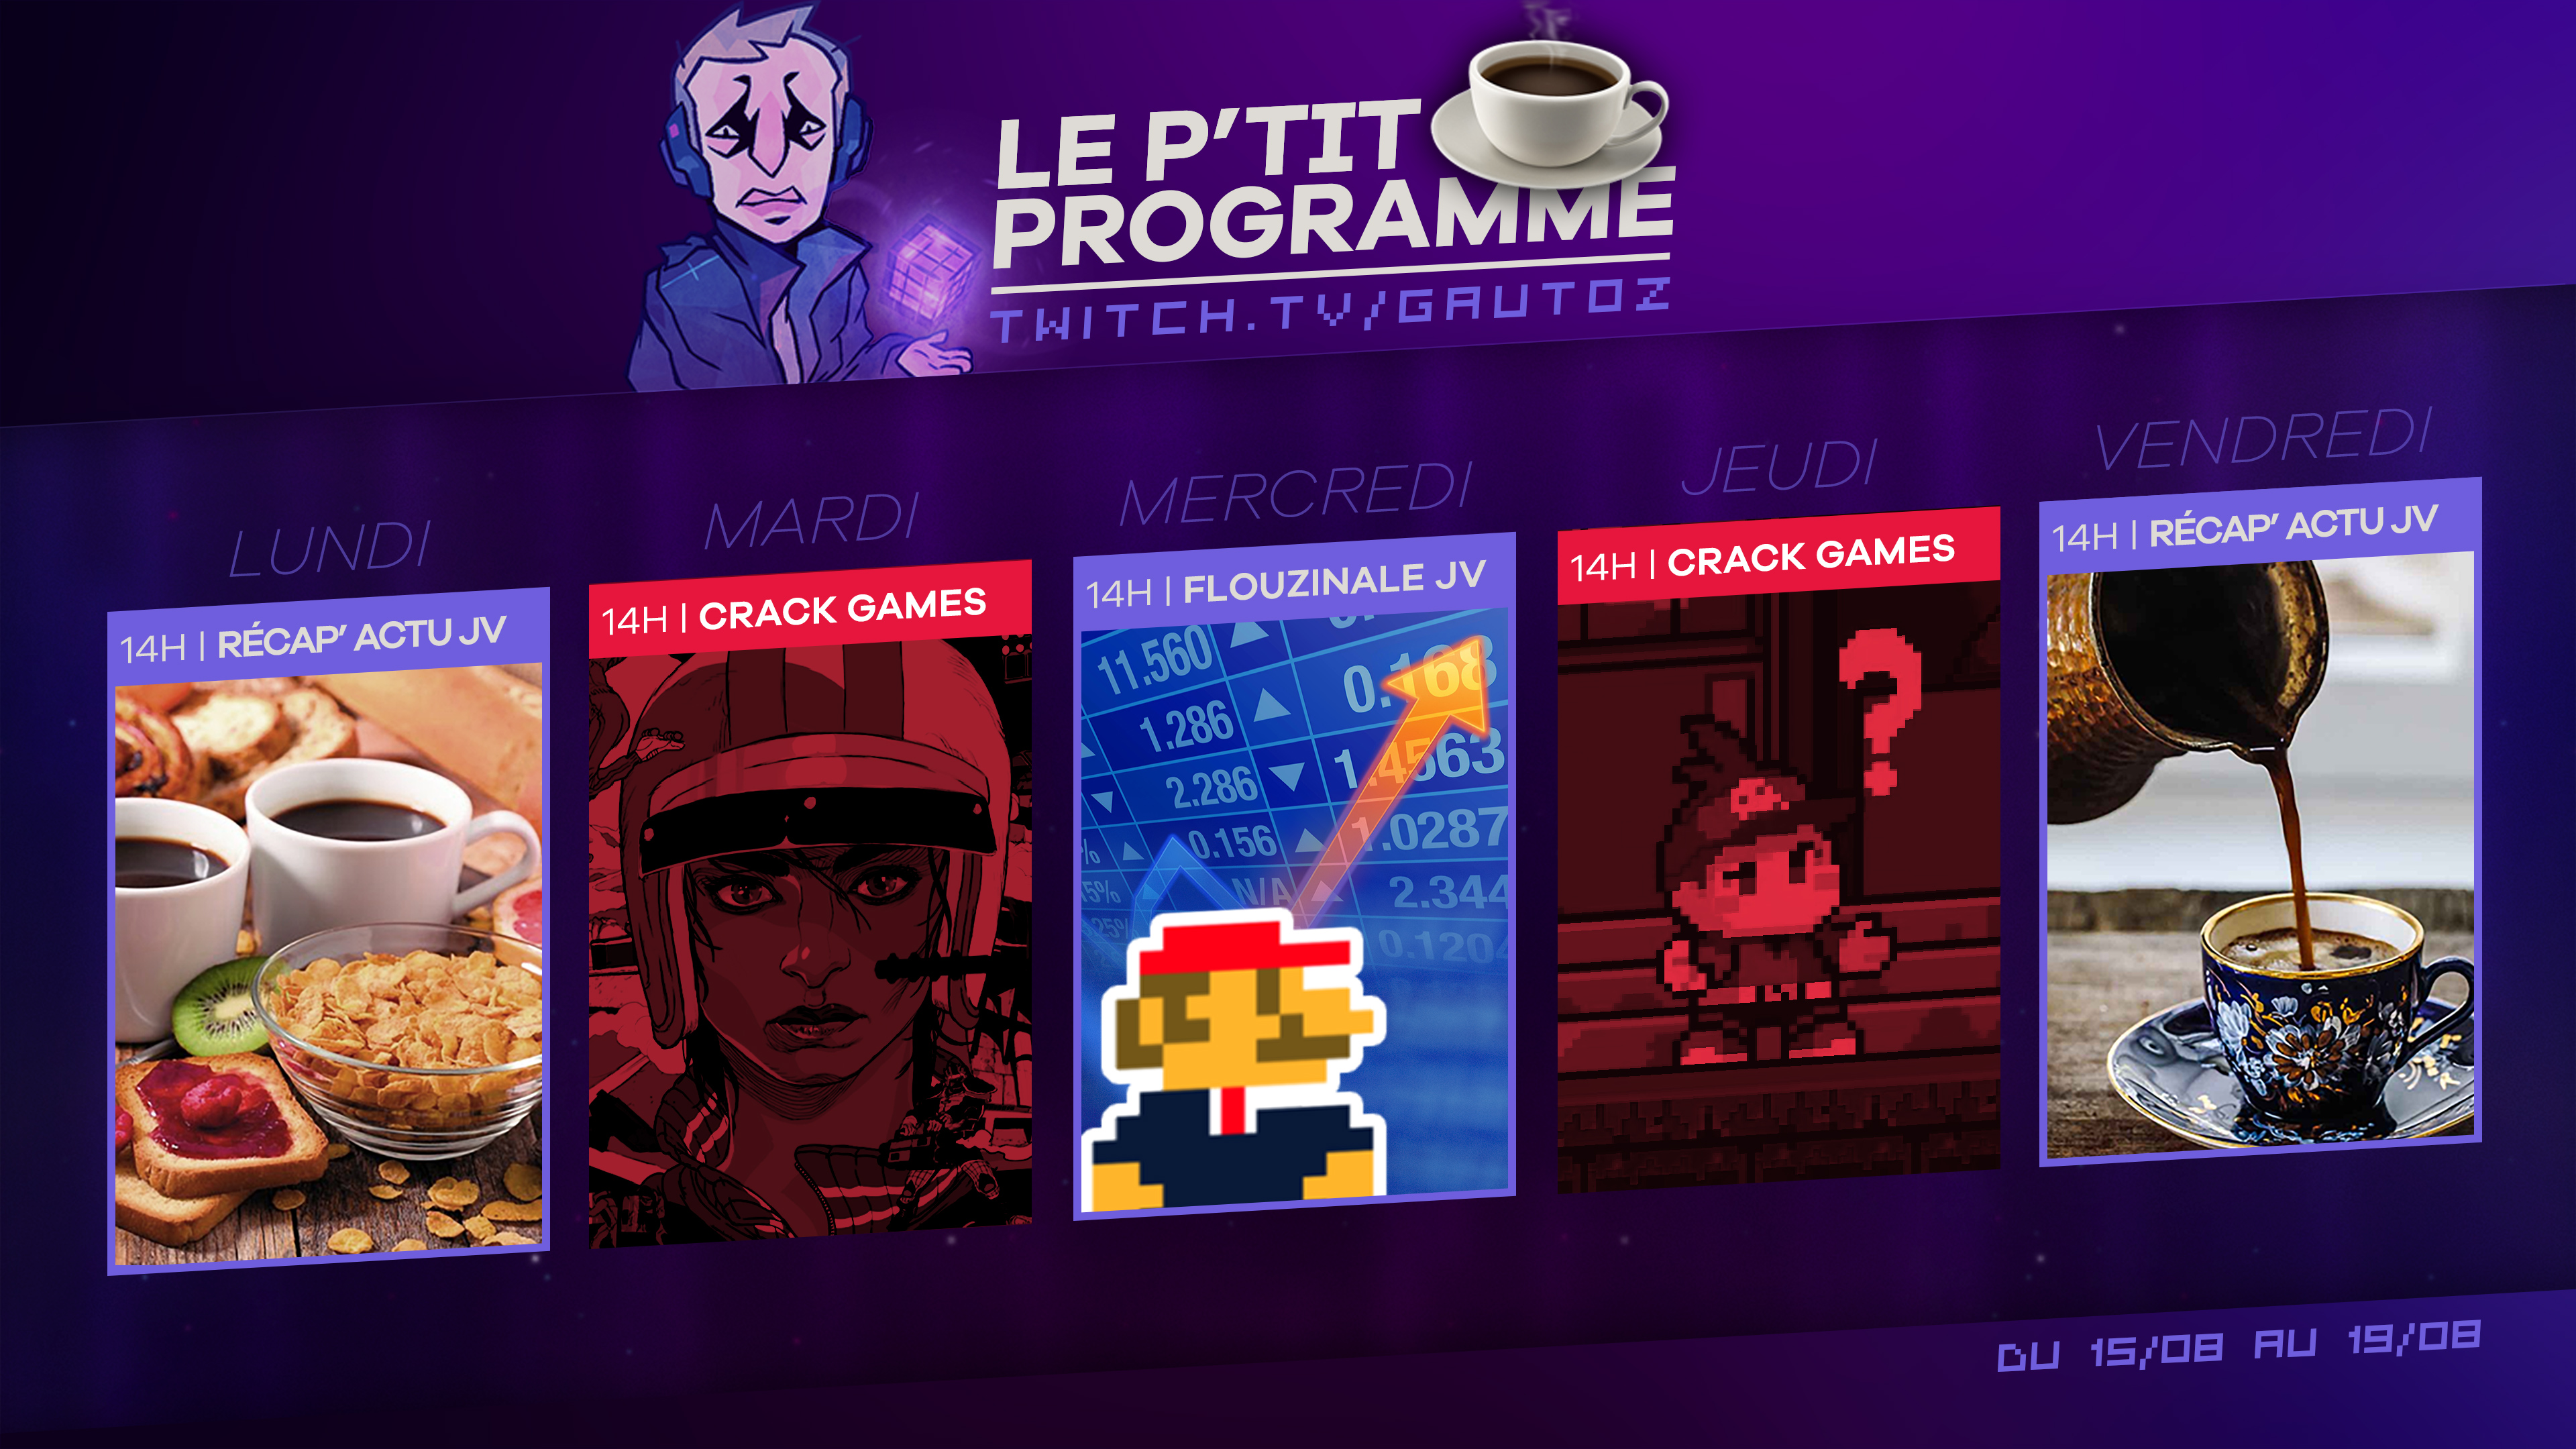 LE P'TIT
PROGRAMME
TWITCH.TV/GAUTOZ
LUNDI
14H | RÉCAP' ACTU JV
MARDI
14H | CRACK GAMES
MERCREDI
14H | FLOUZINALE JV
11.560
0.168
1.286
1.4563
2.286
0.156
1.0287
N/A
2.344
0.1204
JEUDI
14H | CRACK GAMES
?
VENDREDI
14H | RÉCAP' ACTU JV
DU 15/08 AU 19/08